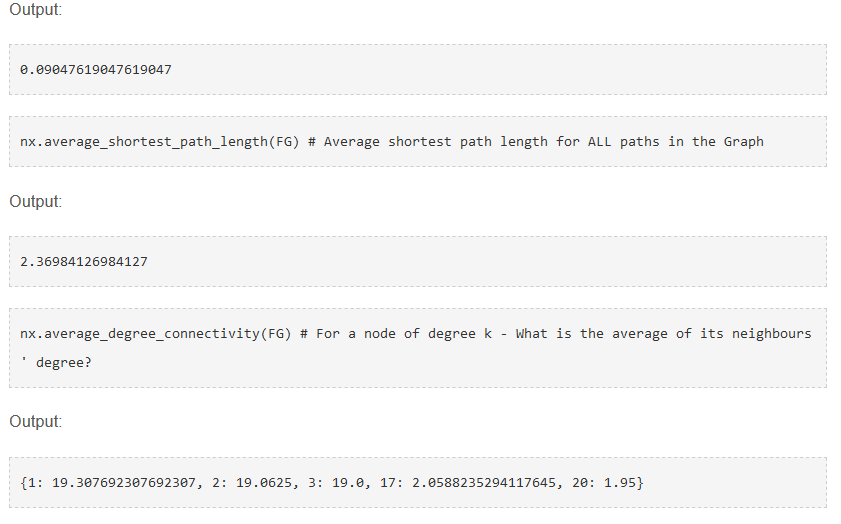 Output:
0.09047619047619047
nx.average_shortest_path_length(FG) # Average shortest path length for ALL paths in the Graph
Output:
2.36984126984127
nx.average_degree_connectivity(FG) # For a node of degree k - What is the average of its neighbours
' degree?
Output:
{1: 19.307692307692307, 2: 19.0625, 3: 19.0, 17: 2.0588235294117645, 20: 1.95}